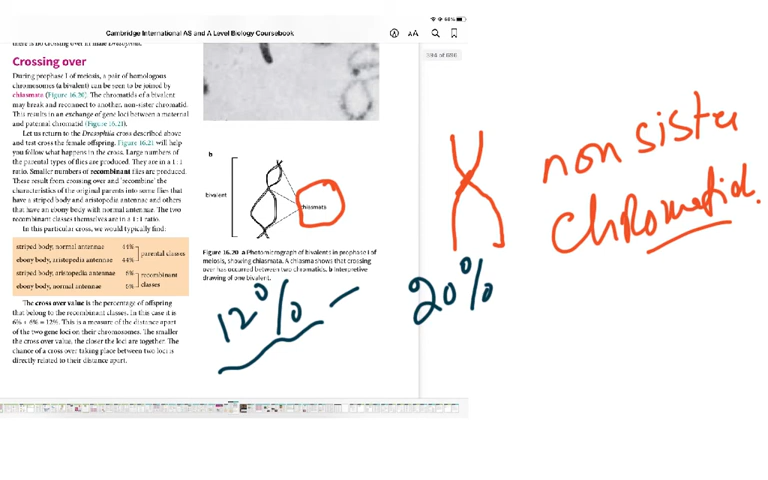 68%
Cambridge International AS and A Level Biology Coursebook
AA
there is no crossing over in male Drosophila.
Crossing over
During prophase I of meiosis, a pair of homologous
chromosomes (a bivalent) can be seen to be joined by
chiasmata (Figure 16.20). The chromatids of a bivalent
may break and reconnect to another, non-sister chromatid.
This results in an exchange of gene loci between a maternal
and paternal chromatid (Figure 16.21).
Let us return to the Drosophila cross described above
and test cross the female offspring. Figure 16.21 will help
you follow what happens in the cross. Large numbers of
the parental types of flies are produced. They are in a 1 : 1
ratio. Smaller numbers of recombinant flies are produced.
These result from crossing over and 'recombine' the
characteristics of the original parents into some flies that
have a striped body and aristopedia antennae and others
that have an ebony body with normal antennae. The two
recombinant classes themselves are in a 1 : 1 ratio.
In this particular cross, we would typically find:
striped body, normal antennae 44%
ebony body, aristopedia antennae 44%
parental classes
striped body, aristopedia antennae 6%
ebony body, normal antennae 6%
recombinant
classes
The cross over value is the percentage of offspring
that belong to the recombinant classes. In this case it is
6% + 6% = 12%. This is a measure of the distance apart
of the two gene loci on their chromosomes. The smaller
the cross over value, the closer the loci are together. The
chance of a cross over taking place between two loci is
directly related to their distance apart.
b
bivalent
chiasmata
Figure 16.20 a Photomicrograph of bivalents in prophase I of
meiosis, showing chiasmata. A chiasma shows that crossing
over has occurred between two chromatids. b Interpretive
drawing of one bivalent.
12% –
20%
non sister
chromatid.